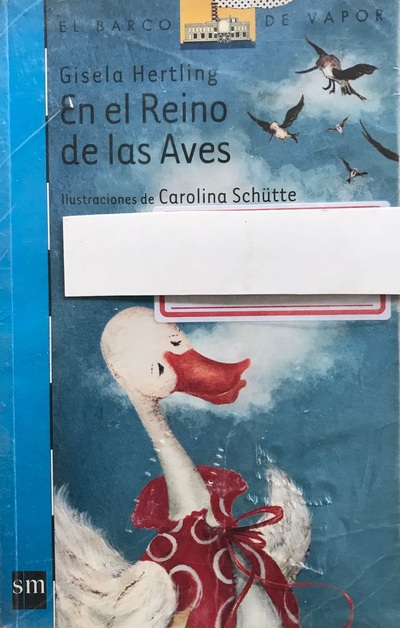 EL BARCO DE VAPOR
Gisela Hertling
En el Reino
de las Aves
Ilustraciones de Carolina Schütte
sm